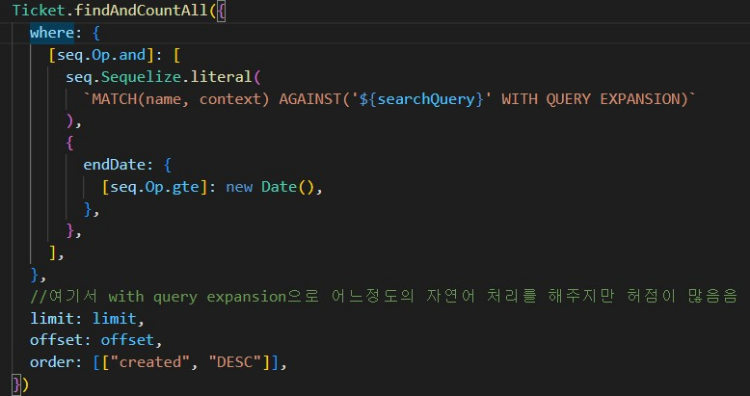 Ticket.findAndCountAll({
where: {
[seq.Op.and]: [
seq.Sequelize.literal(
`MATCH(name, context) AGAINST('${searchQuery}' WITH QUERY EXPANSION)`
),
{
endDate: {
[seq.Op.gte]: new Date(),
},
},
],
},
//여기서 with query expansion으로 어느정도의 자연어 처리를 해주지만 허점이 많음음
limit: limit,
offset: offset,
order: [["created", "DESC"]],
})